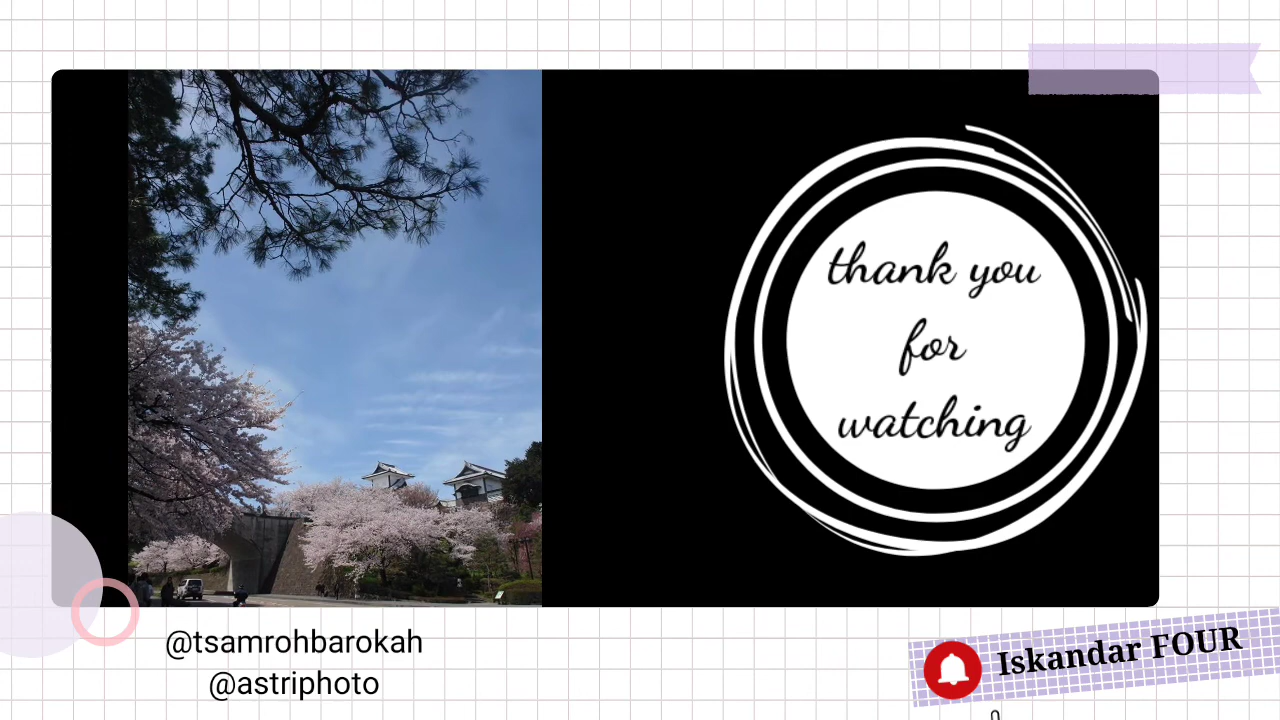 thank you
for
watching
@tsamrohbarokah
@astriphoto
Iskandar FOUR